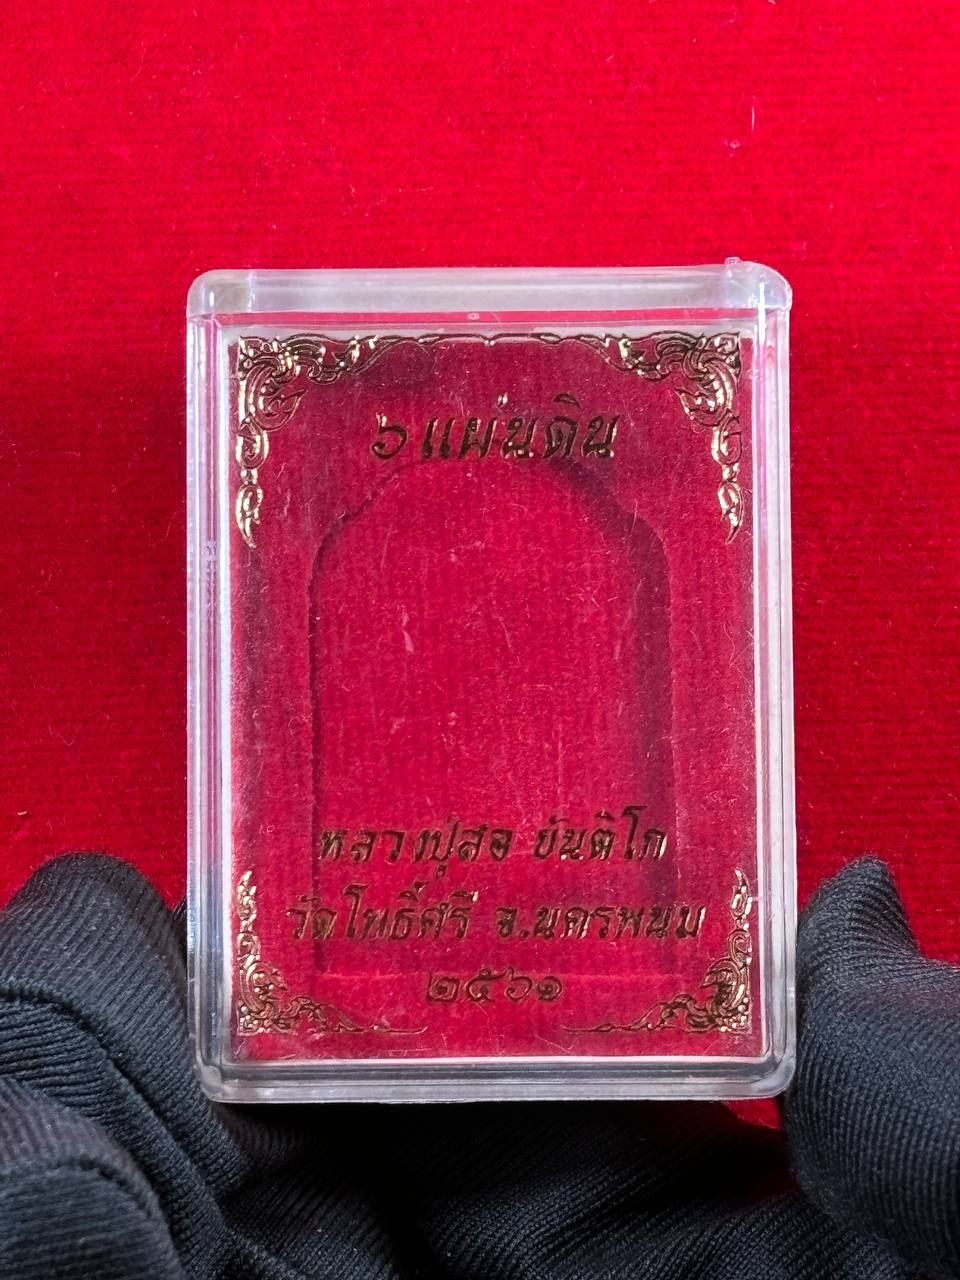 ๖ แผ่นดิน
หลวงปู่สอ ขันติโก
วัดโพธิ์ศรี จ.นครพนม
๒๕๖๑